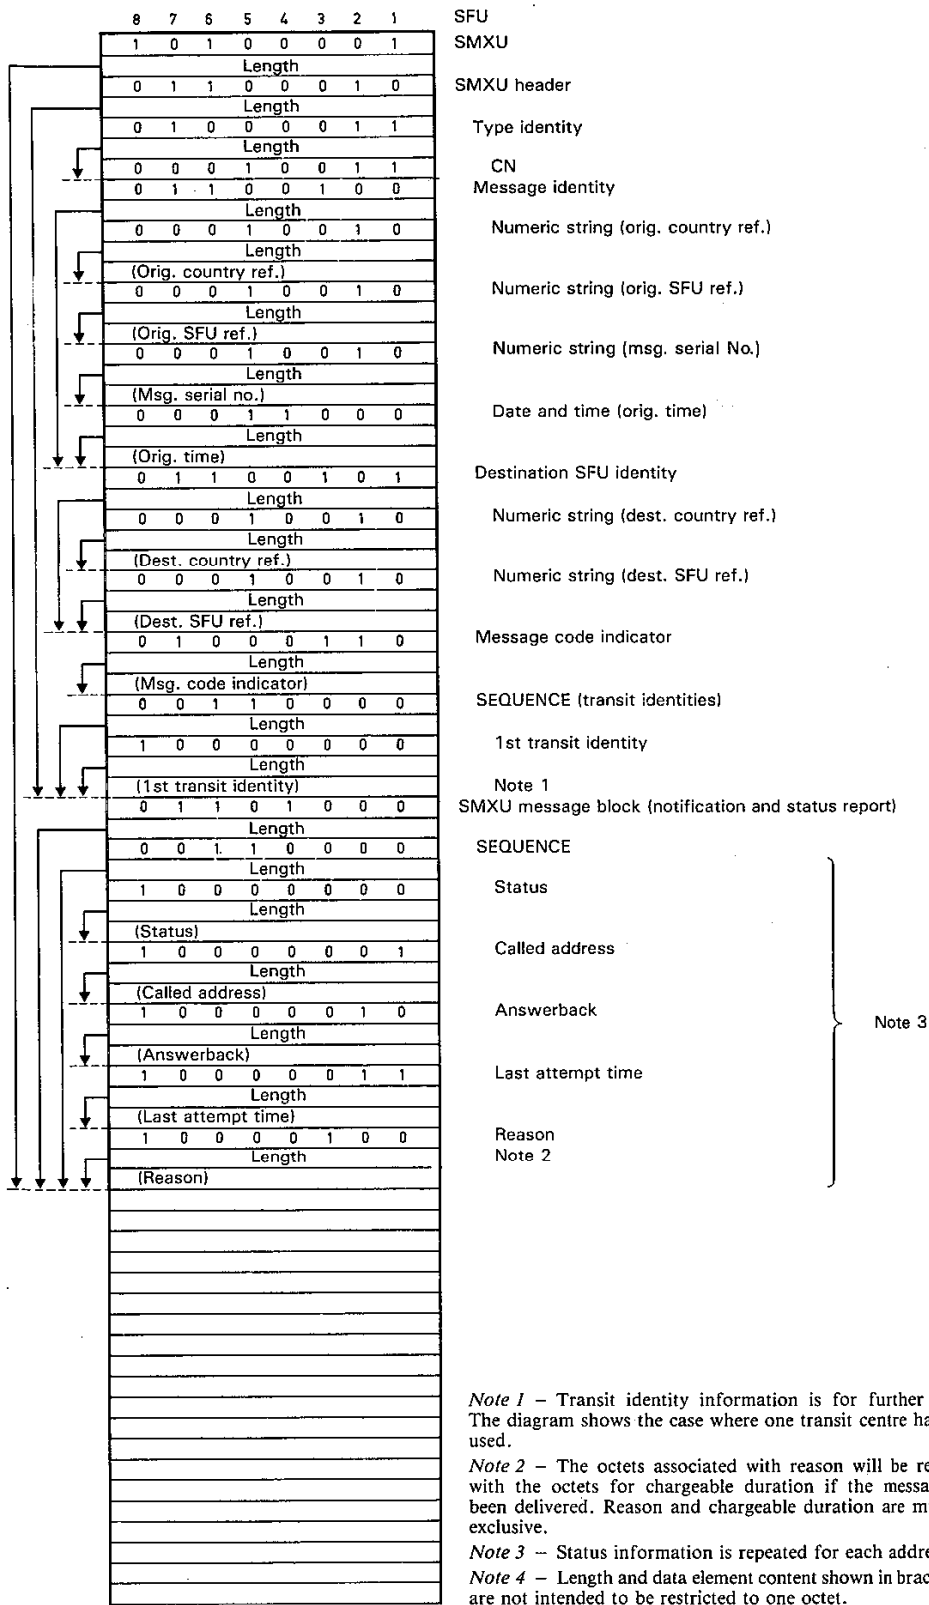 8 7 6 5 4 3 2 1 SFU
1 0 1 0 0 0 0 1 SMXU
Length
0 1 1 0 0 0 1 0 SMXU header
Length
0 1 0 0 0 0 1 1 Type identity
Length
0 0 0 1 0 0 1 1 CN
0 1 1 0 0 1 0 0 Message identity
Length
0 0 0 1 0 0 1 0 Numeric string (orig. country ref.)
Length
(Orig. country ref.)
0 0 0 1 0 0 1 0 Numeric string (orig. SFU ref.)
Length
(Orig. SFU ref.)
0 0 0 1 0 0 1 0 Numeric string (msg. serial No.)
Length
(Msg. serial no.)
0 0 0 1 1 0 0 0 Date and time (orig. time)
Length
(Orig. time)
0 1 1 0 0 1 0 1 Destination SFU identity
Length
0 0 0 1 0 0 1 0 Numeric string (dest. country ref.)
Length
(Dest. country ref.)
0 0 0 1 0 0 1 0 Numeric string (dest. SFU ref.)
Length
(Dest. SFU ref.)
0 1 0 0 0 1 1 0 Message code indicator
Length
(Msg. code indicator)
0 0 1 1 0 0 0 0 SEQUENCE (transit identities)
Length
1 0 0 0 0 0 0 0 1st transit identity
Length
(1st transit identity) Note 1
0 1 1 0 1 0 0 0 SMXU message block (notification and status report)
Length
0 0 1 1 0 0 0 0 SEQUENCE
Length
1 0 0 0 0 0 0 0 Status
Length
(Status)
1 0 0 0 0 0 0 1 Called address
Length
(Called address)
1 0 0 0 0 0 1 0 Answerback
Note 3
Length
(Answerback)
1 0 0 0 0 0 1 1 Last attempt time
Length
(Last attempt time)
1 0 0 0 0 1 0 0 Reason
Length Note 2
(Reason)
Note 1 – Transit identity information is for further
The diagram shows the case where one transit centre ha
used.
Note 2 – The octets associated with reason will be re
with the octets for chargeable duration if the messa
been delivered. Reason and chargeable duration are m
exclusive.
Note 3 – Status information is repeated for each addre
Note 4 – Length and data element content shown in brac
are not intended to be restricted to one octet.